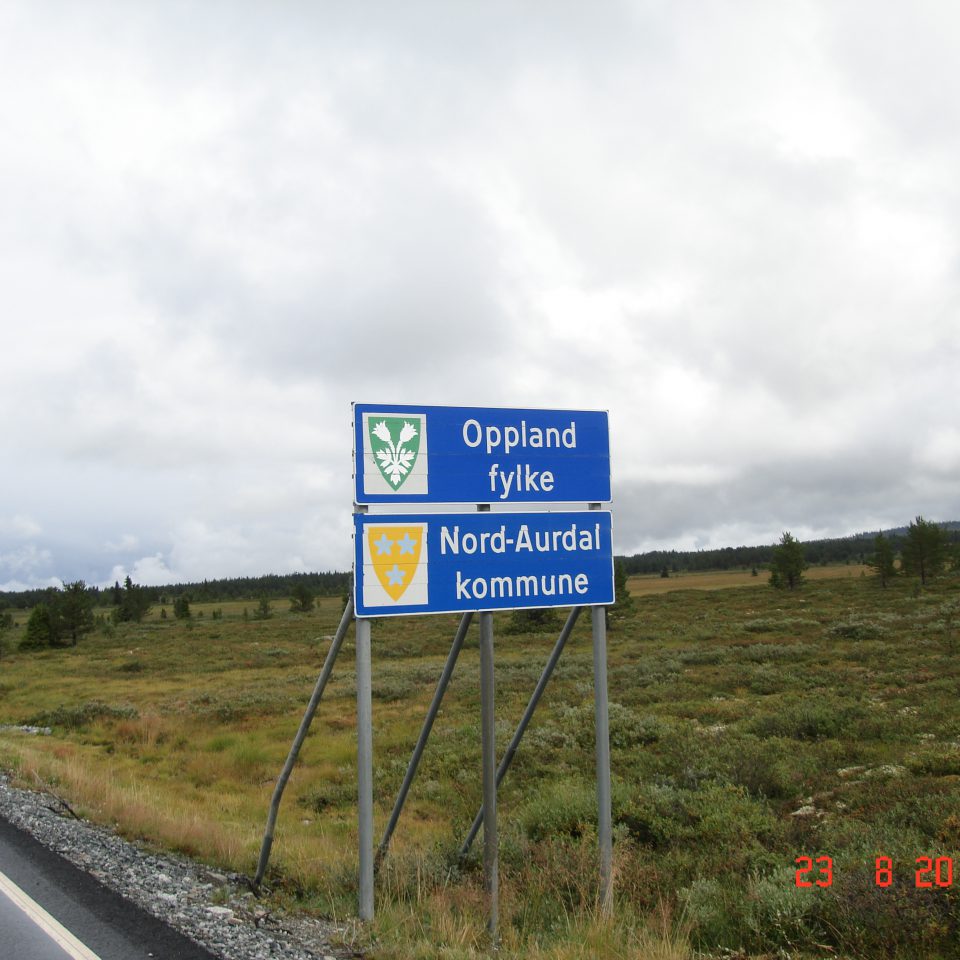 Oppland
fylke
Nord-Aurdal
kommune
23 8 20